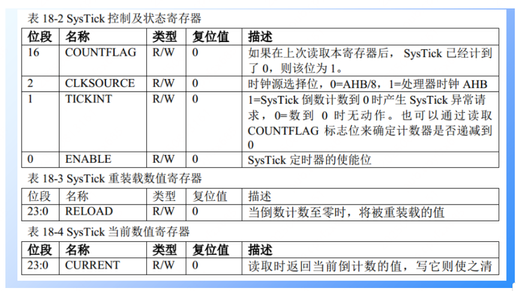 表 18-2 SysTick 控制及状态寄存器
位段 名称 类型 复位值 描述
16 COUNTFLAG R/W 0 如果在上次读取本寄存器后， SysTick 已经计到
了 0，则该位为 1。
2 CLKSOURCE R/W 0 时钟源选择位，0=AHB/8，1=处理器时钟 AHB
1 TICKINT R/W 0 1=SysTick 倒数计数到 0 时产生 SysTick 异常请
求，0=数到 0 时无动作。也可以通过读取
COUNTFLAG 标志位来确定计数器是否递减到
0
0 ENABLE R/W 0 SysTick 定时器的使能位
表 18-3 SysTick 重装载数值寄存器
位段 名称 类型 复位值 描述
23:0 RELOAD R/W 0 当倒数计数至零时，将被重装载的值
表 18-4 SysTick 当前数值寄存器
位段 名称 类型 复位值 描述
23:0 CURRENT R/W 0 读取时返回当前倒计数的值，写它则使之清